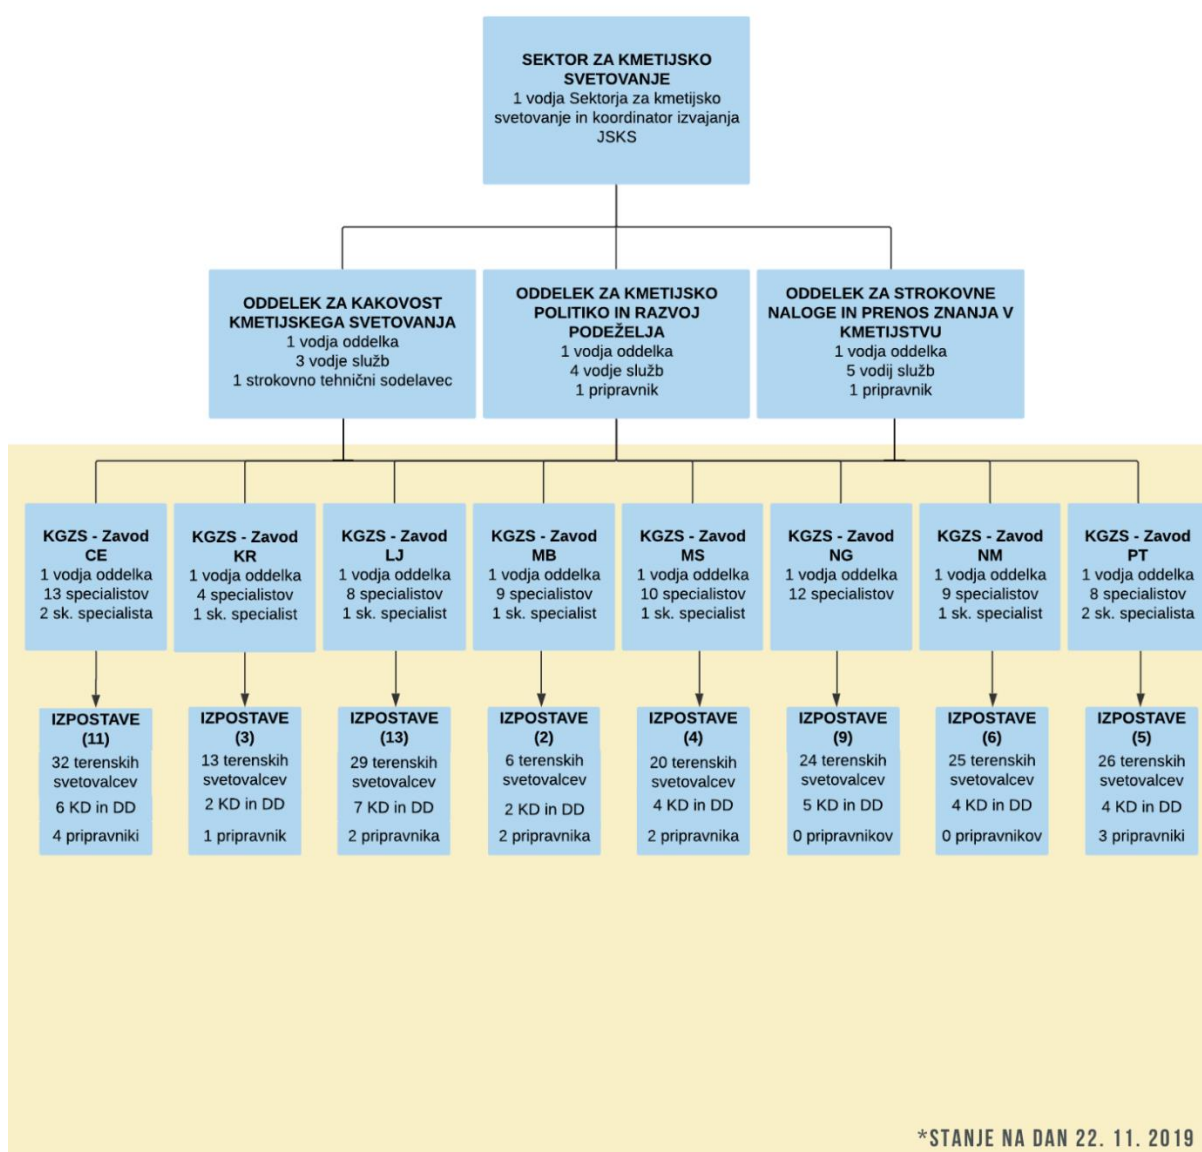 SEKTOR ZA KMETIJSKO
SVETOVANJE
1 vodja Sektorja za kmetijsko
svetovanje in koordinator izvajanja
JSKS
ODDELEK ZA KAKOVOST
KMETIJSKEGA SVETOVANJA
1 vodja oddelka
3 vodje služb
1 strokovno tehnični sodelavec
ODDELEK ZA KMETIJSKO
POLITIKO IN RAZVOJ
PODEŽELJA
1 vodja oddelka
4 vodje služb
1 pripravnik
ODDELEK ZA STROKOVNE
NALOGE IN PRENOS ZNANJA V
KMETIJSTVU
1 vodja oddelka
5 vodij služb
1 pripravnik
KGZS - Zavod
CE
1 vodja oddelka
13 specialistov
2 sk. specialista
KGZS - Zavod
KR
1 vodja oddelka
4 specialistov
1 sk. specialist
KGZS - Zavod
LJ
1 vodja oddelka
8 specialistov
1 sk. specialist
KGZS - Zavod
MB
1 vodja oddelka
9 specialistov
1 sk. specialist
KGZS - Zavod
MS
1 vodja oddelka
10 specialistov
1 sk. specialist
KGZS - Zavod
NG
1 vodja oddelka
12 specialistov
KGZS - Zavod
NM
1 vodja oddelka
9 specialistov
1 sk. specialist
KGZS - Zavod
PT
1 vodja oddelka
8 specialistov
2 sk. specialista
IZPOSTAVE
(11)
32 terenskih
svetovalcev
6 KD in DD
4 pripravniki
IZPOSTAVE
(3)
13 terenskih
svetovalcev
2 KD in DD
1 pripravnik
IZPOSTAVE
(13)
29 terenskih
svetovalcev
7 KD in DD
2 pripravnika
IZPOSTAVE
(2)
6 terenskih
svetovalcev
2 KD in DD
2 pripravnika
IZPOSTAVE
(4)
20 terenskih
svetovalcev
4 KD in DD
2 pripravnika
IZPOSTAVE
(9)
24 terenskih
svetovalcev
5 KD in DD
0 pripravnikov
IZPOSTAVE
(6)
25 terenskih
svetovalcev
4 KD in DD
0 pripravnikov
IZPOSTAVE
(5)
26 terenskih
svetovalcev
4 KD in DD
3 pripravniki
*STANJE NA DAN 22. 11. 2019